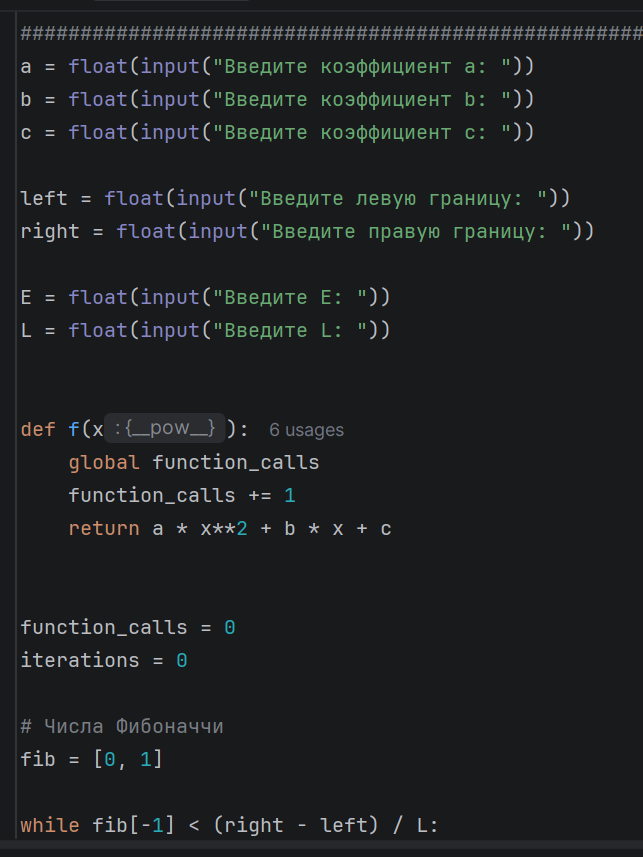 ####################################################
a = float(input("Введите коэффициент a: "))
b = float(input("Введите коэффициент b: "))
c = float(input("Введите коэффициент c: "))
left = float(input("Введите левую границу: "))
right = float(input("Введите правую границу: "))
E = float(input("Введите E: "))
L = float(input("Введите L: "))
def f(x : {__pow__} ): 6 usages
global function_calls
function_calls += 1
return a * x**2 + b * x + c
function_calls = 0
iterations = 0
# Числа Фибоначчи
fib = [0, 1]
while fib[-1] < (right - left) / L: